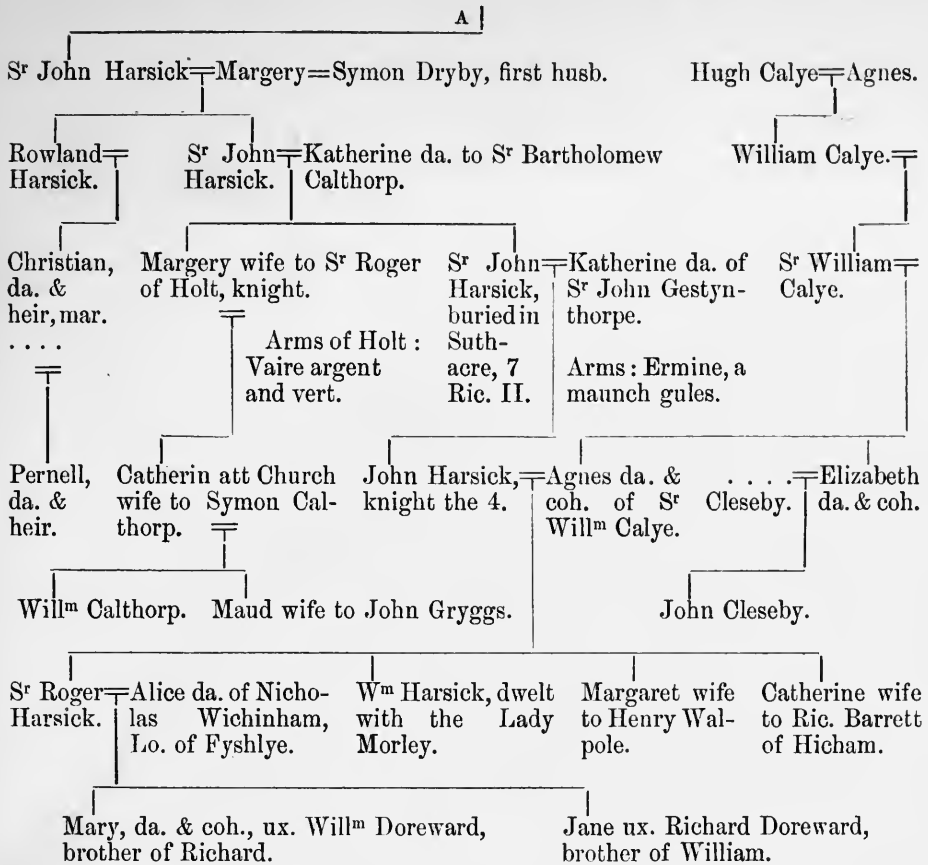 A
Sr John Harsick=Margery=Symon Dryby, first husb. Hugh Calye=Agnes.
Rowland= Sr John=Katherine da. to Sr Bartholomew William Calye.=
Harsick. Harsick. Calthorp.
Christian, Margery wife to Sr Roger Sr John=Katherine da. of Sr William=
da. & of Holt, knight. Harsick, Sr John Gestyn- Calye.
heir, mar. = buried in thorpe.
. . . . Arms of Holt : Suth-
= Vaire argent acre, 7 Arms : Ermine, a
and vert. Ric. II. maunch gules.
Pernell, Catherin att Church John Harsick,=Agnes da. & . . . .=Elizabeth
da. & wife to Symon Cal- knight the 4. coh. of Sr Cleseby. da. & coh.
heir. thorp. = Willm Calye.
Willm Calthorp. Maud wife to John Gryggs. John Cleseby.
Sr Roger=Alice da. of Nicho- Wm Harsick, dwelt Margaret wife Catherine wife
Harsick. las Wichinham, with the Lady to Henry Wal- to Ric. Barrett
Lo. of Fyshlye. Morley. pole. of Hicham.
Mary, da. & coh., ux. Willm Doreward, Jane ux. Richard Doreward,
brother of Richard. brother of William.